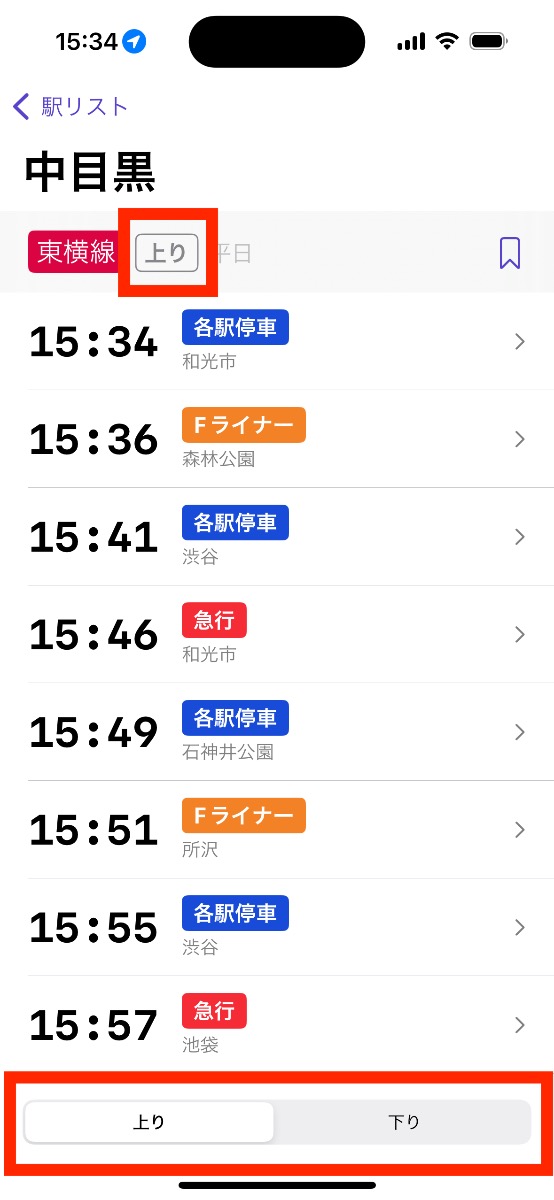 15:34
駅リスト
中目黒
東横線 上り 平日
15:34 各駅停車
和光市
15:36 Fライナー
森林公園
15:41 各駅停車
渋谷
15:46 急行
和光市
15:49 各駅停車
石神井公園
15:51 Fライナー
所沢
15:55 各駅停車
渋谷
15:57 急行
池袋
上り 下り